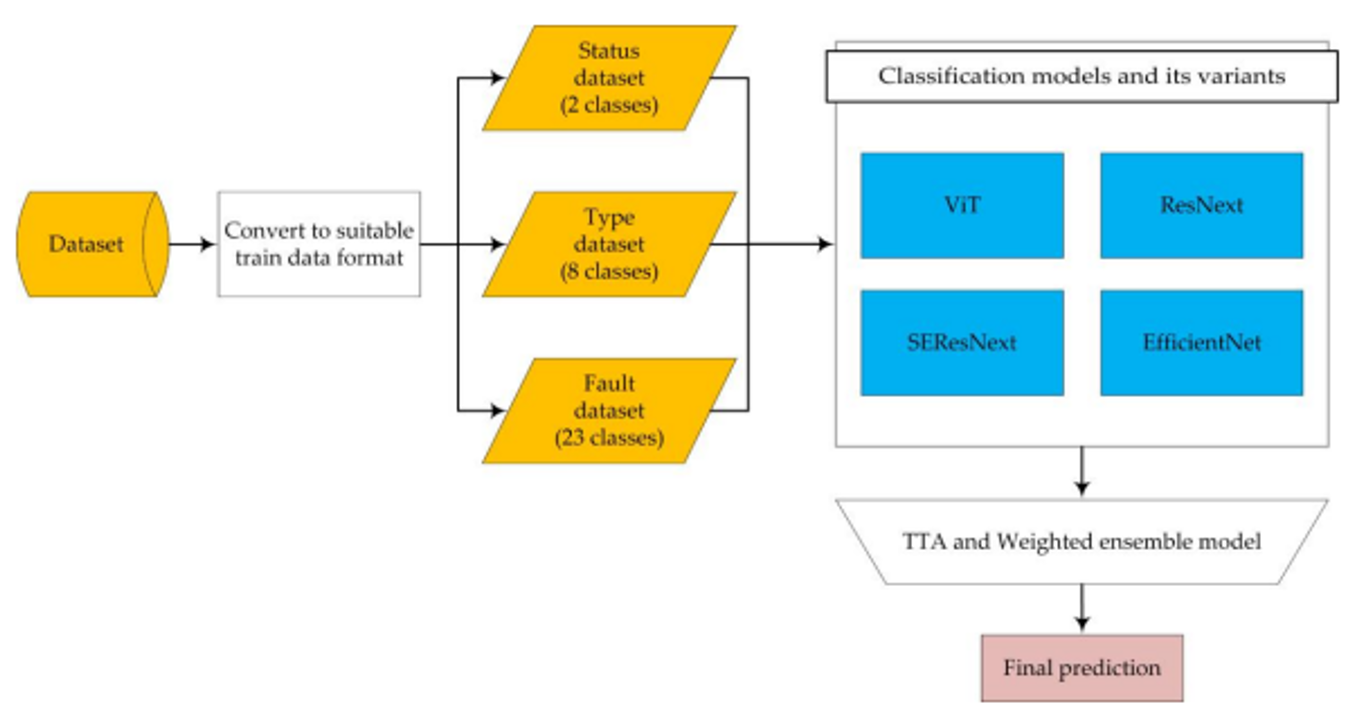 Dataset
Convert to suitable
train data format
Status
dataset
(2 classes)
Type
dataset
(8 classes)
Fault
dataset
(23 classes)
Classification models and its variants
ViT
ResNext
SEResNext
EfficientNet
TTA and Weighted ensemble model
Final prediction